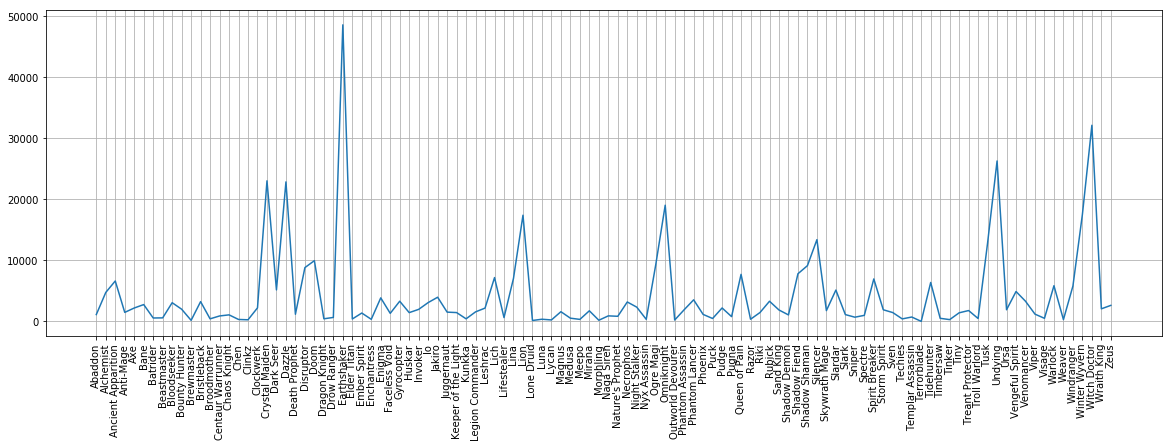 50000
40000
30000
20000
10000
0
Abaddon
Alchemist
Ancient Apparition
Anti-Mage
Axe
Bane
Batrider
Beastmaster
Bloodseeker
Bounty Hunter
Brewmaster
Bristleback
Broodmother
Centaur Warrunner
Chaos Knight
Chen
Clinkz
Clockwerk
Crystal Maiden
Dark Seer
Dazzle
Death Prophet
Disruptor
Doom
Dragon Knight
Drow Ranger
Earthshaker
Elder Titan
Ember Spirit
Enchantress
Enigma
Faceless Void
Gyrocopter
Huskar
Invoker
Io
Jakiro
Juggernaut
Keeper of the Light
Kunkka
Legion Commander
Leshrac
Lich
Lifestealer
Lina
Lion
Lone Druid
Luna
Lycan
Magnus
Medusa
Meepo
Mirana
Morphling
Naga Siren
Nature's Prophet
Necrophos
Night Stalker
Nyx Assassin
Ogre Magi
Omniknight
Outworld Devourer
Phantom Assassin
Phantom Lancer
Phoenix
Puck
Pudge
Pugna
Queen of Pain
Razor
Riki
Rubick
Sand King
Shadow Demon
Shadow Fiend
Shadow Shaman
Silencer
Skywrath Mage
Slardar
Slark
Sniper
Spectre
Spirit Breaker
Storm Spirit
Sven
Techies
Templar Assassin
Terrorblade
Tidehunter
Timbersaw
Tinker
Tiny
Treant Protector
Troll Warlord
Tusk
Undying
Ursa
Vengeful Spirit
Venomancer
Viper
Visage
Warlock
Weaver
Windranger
Winter Wyvern
Witch Doctor
Wraith King
Zeus